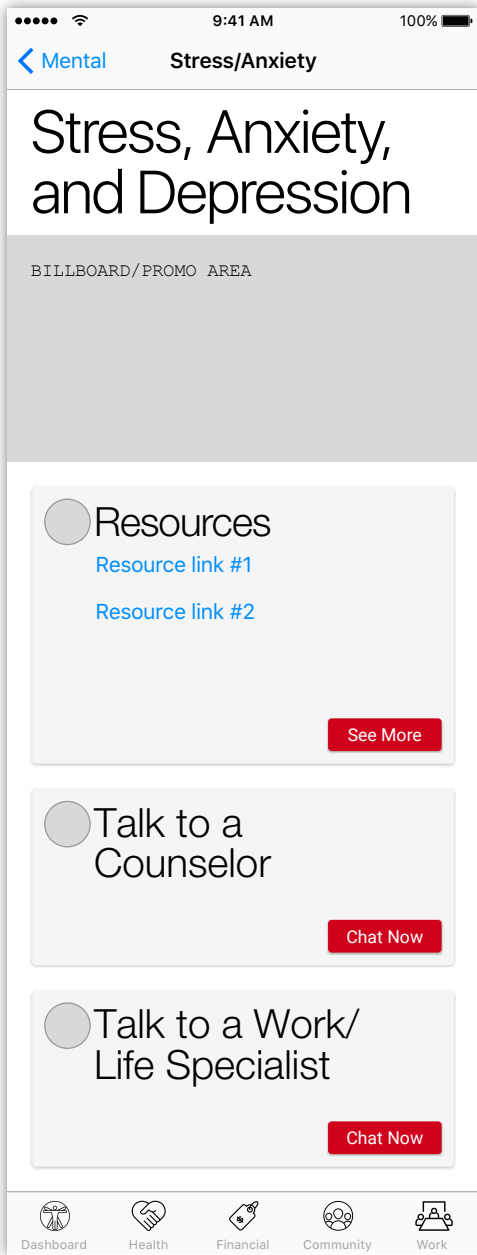 9:41 AM
100%
Mental
Stress/Anxiety
Stress, Anxiety,
and Depression
BILLBOARD/PROMO AREA
Resources
Resource link #1
Resource link #2
See More
Talk to a
Counselor
Chat Now
Talk to a Work/
Life Specialist
Chat Now
Dashboard
Health
Financial
Community
Work